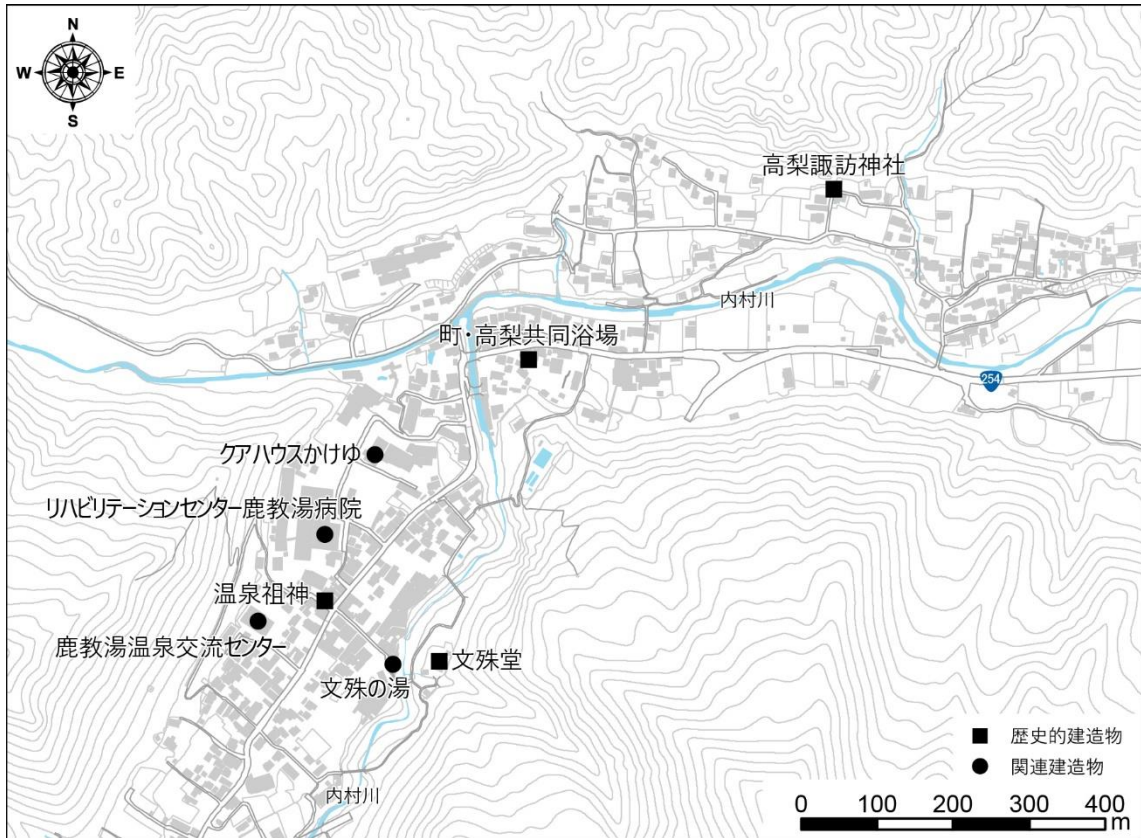 N
W
E
S
高梨諏訪神社
内村川
町・高梨共同浴場
254
クアハウスかけゆ
リハビリテーションセンター鹿教湯病院
温泉祖神
鹿教湯温泉交流センター
文殊堂
文殊の湯
内村川
歴史的建造物
関連建造物
0 100 200 300 400
m